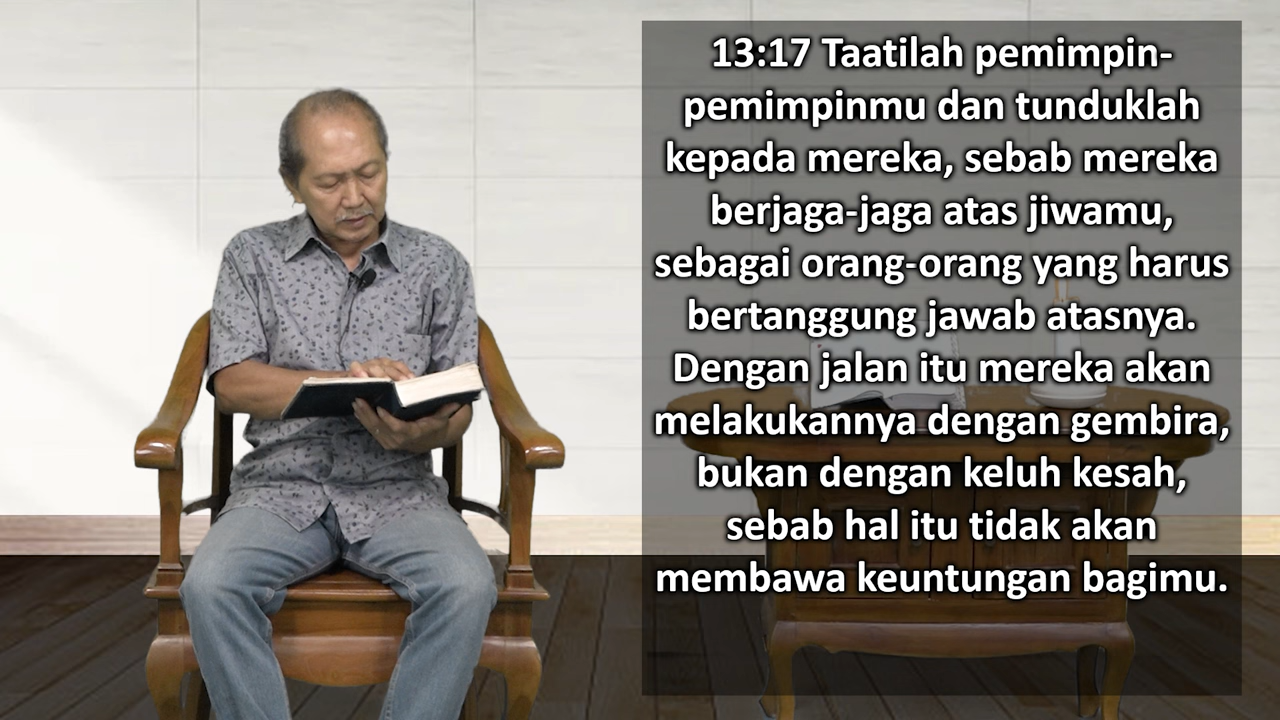 13:17 Taatilah pemimpin-
pemimpinmu dan tunduklah
kepada mereka, sebab mereka
berjaga-jaga atas jiwamu,
sebagai orang-orang yang harus
bertanggung jawab atasnya.
Dengan jalan itu mereka akan
melakukannya dengan gembira,
bukan dengan keluh kesah,
sebab hal itu tidak akan
membawa keuntungan bagimu.